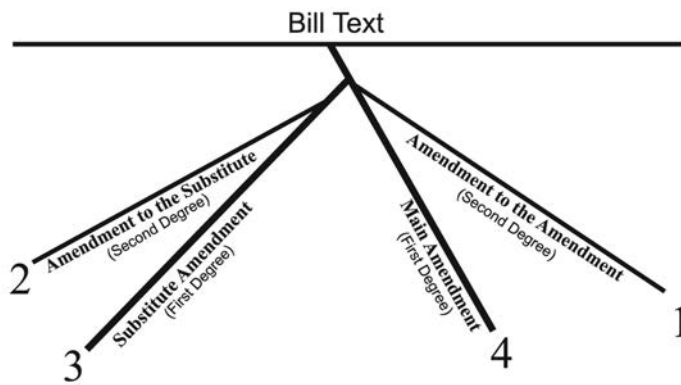 Bill Text
Amendment to the Substitute
(Second Degree)
2
Substitute Amendment
(First Degree)
3
Main Amendment
(First Degree)
4
Amendment to the Amendment
(Second Degree)
1